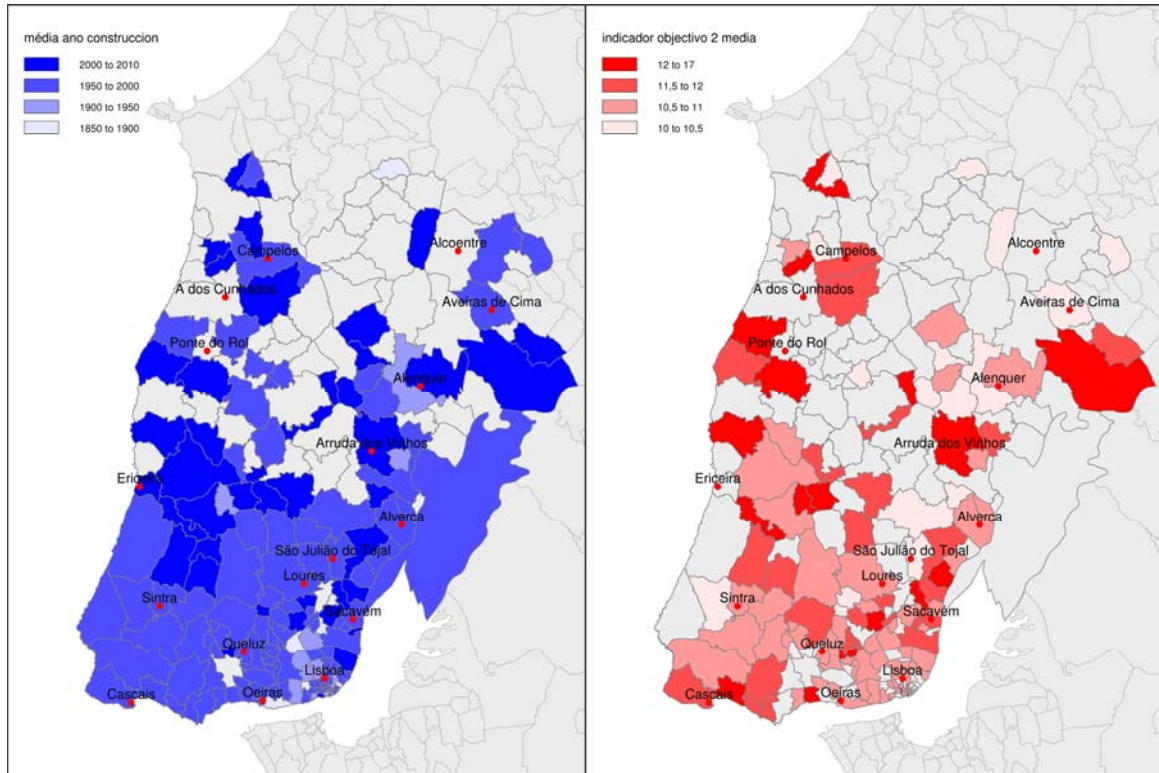 média ano construccion
2000 to 2010
1950 to 2000
1900 to 1950
1850 to 1900
Campelos
Alcoentre
A dos Cunhados
Aveiras de Cima
Ponte do Rol
Alenquer
Arruda dos Vinhos
Ericeira
Alverca
São Julião do Tojal
Loures
Sintra
Sacavém
Queluz
Lisboa
Cascais
Oeiras
indicador objectivo 2 media
12 to 17
11,5 to 12
10,5 to 11
10 to 10,5
Campelos
Alcoentre
A dos Cunhados
Aveiras de Cima
Ponte do Rol
Alenquer
Arruda dos Vinhos
Ericeira
Alverca
São Julião do Tojal
Loures
Sintra
Sacavém
Queluz
Lisboa
Cascais
Oeiras